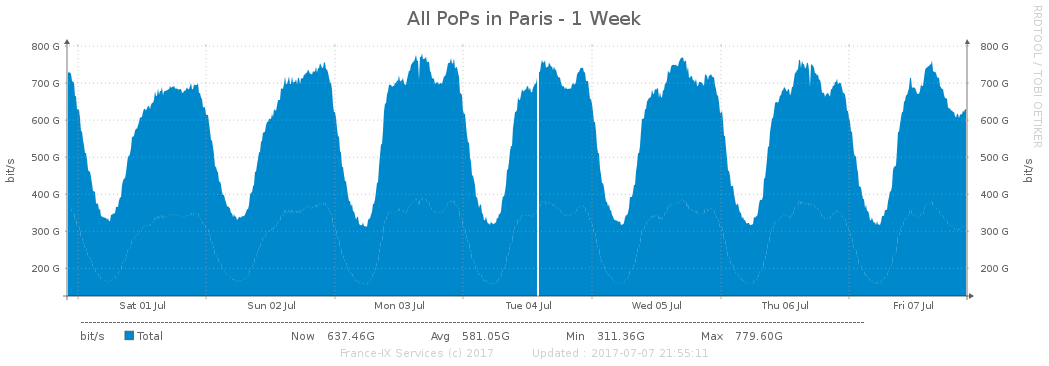 All PoPs in Paris - 1 Week
RRDTOOL / TOBI OETIKER
800 G 800 G
700 G 700 G
600 G 600 G
500 G 500 G
400 G 400 G
300 G 300 G
200 G 200 G
bit/s bit/s
Sat 01 Jul Sun 02 Jul Mon 03 Jul Tue 04 Jul Wed 05 Jul Thu 06 Jul Fri 07 Jul
bit/s Total Now 637.46G Avg 581.05G Min 311.36G Max 779.60G
France-IX Services (c) 2017 Updated : 2017-07-07 21:55:11